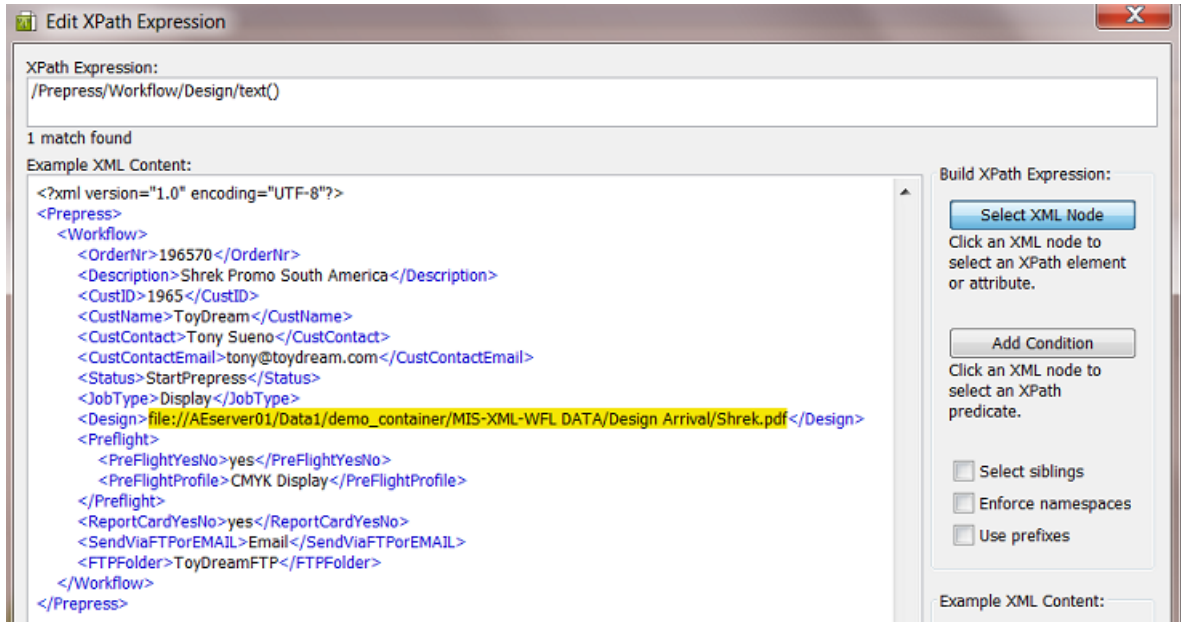 Edit XPath Expression
X
XPath Expression:
/Prepress/Workflow/Design/text()
1 match found
Example XML Content:
<?xml version="1.0" encoding="UTF-8"?>
<Prepress>
<Workflow>
<OrderNr>196570</OrderNr>
<Description>Shrek Promo South America</Description>
<CustID>1965</CustID>
<CustName>ToyDream</CustName>
<CustContact>Tony Sueno</CustContact>
<CustContactEmail>tony@toydream.com</CustContactEmail>
<Status>StartPrepress</Status>
<JobType>Display</JobType>
<Design>file://AEserver01/Data1/demo_container/MIS-XML-WFL DATA/Design Arrival/Shrek.pdf</Design>
<Preflight>
<PreFlightYesNo>yes</PreFlightYesNo>
<PreFlightProfile>CMYK Display</PreFlightProfile>
</Preflight>
<ReportCardYesNo>yes</ReportCardYesNo>
<SendViaFTPorEMAIL>Email</SendViaFTPorEMAIL>
<FTPFolder>ToyDreamFTP</FTPFolder>
</Workflow>
</Prepress>
Build XPath Expression:
Select XML Node
Click an XML node to
select an XPath element
or attribute.
Add Condition
Click an XML node to
select an XPath
predicate.
Select siblings
Enforce namespaces
Use prefixes
Example XML Content: